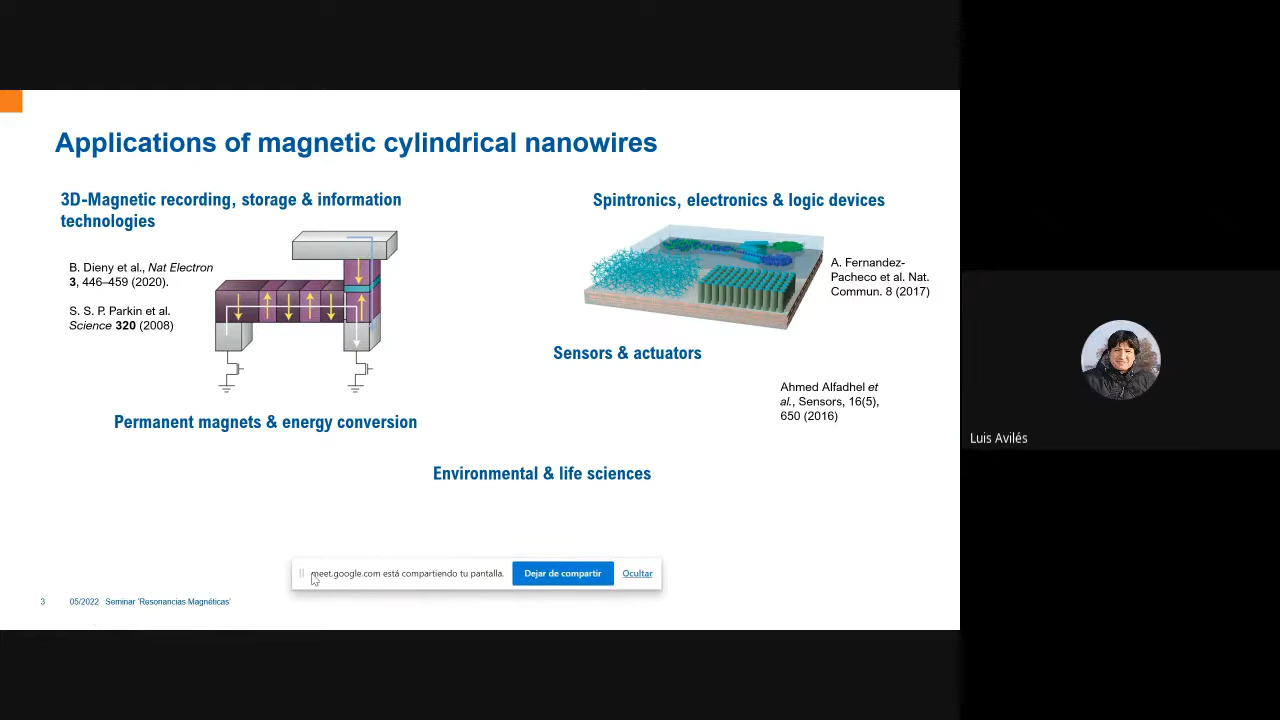 Applications of magnetic cylindrical nanowires
3D-Magnetic recording, storage & information
technologies
B. Dieny et al., Nat Electron
3, 446–459 (2020).
S. S. P. Parkin et al.
Science 320 (2008)
Spintronics, electronics & logic devices
A. Fernandez-
Pacheco et al. Nat.
Commun. 8 (2017)
Sensors & actuators
Ahmed Alfadhel et
al., Sensors, 16(5),
650 (2016)
Permanent magnets & energy conversion
Environmental & life sciences
meet.google.com está compartiendo tu pantalla.
Dejar de compartir
Ocultar
3
05/2022 Seminar 'Resonancias Magnéticas'
Luis Avilés